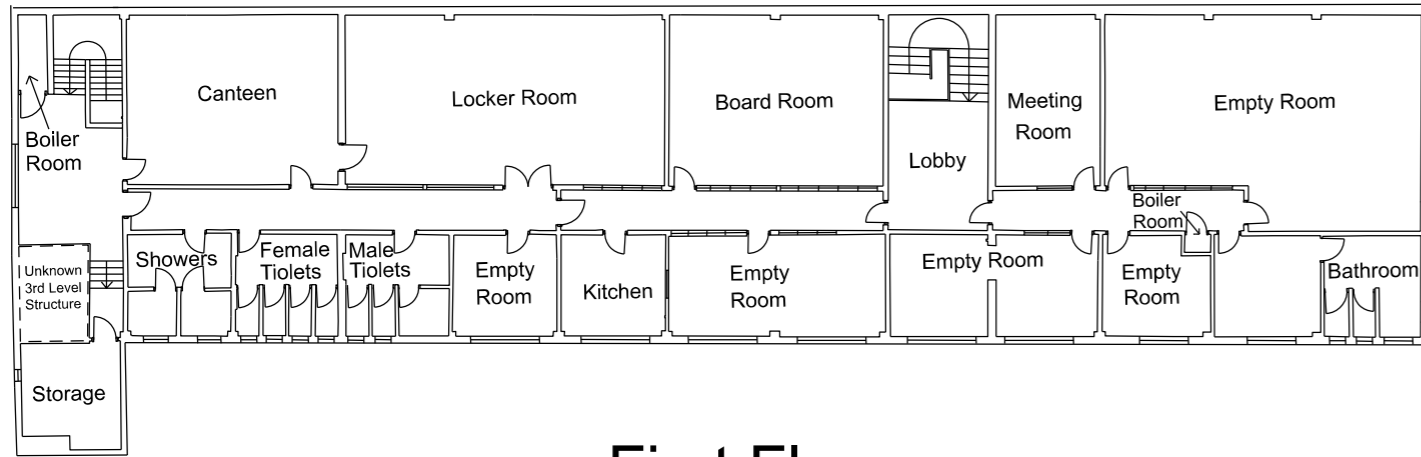 Canteen
Locker Room
Board Room
Meeting
Room
Empty Room
Boiler
Room
Lobby
Boiler
Room
Showers
Female
Tiolets
Male
Tiolets
Empty
Room
Kitchen
Empty
Room
Empty Room
Empty
Room
Bathroom
Unknown
3rd Level
Structure
Storage